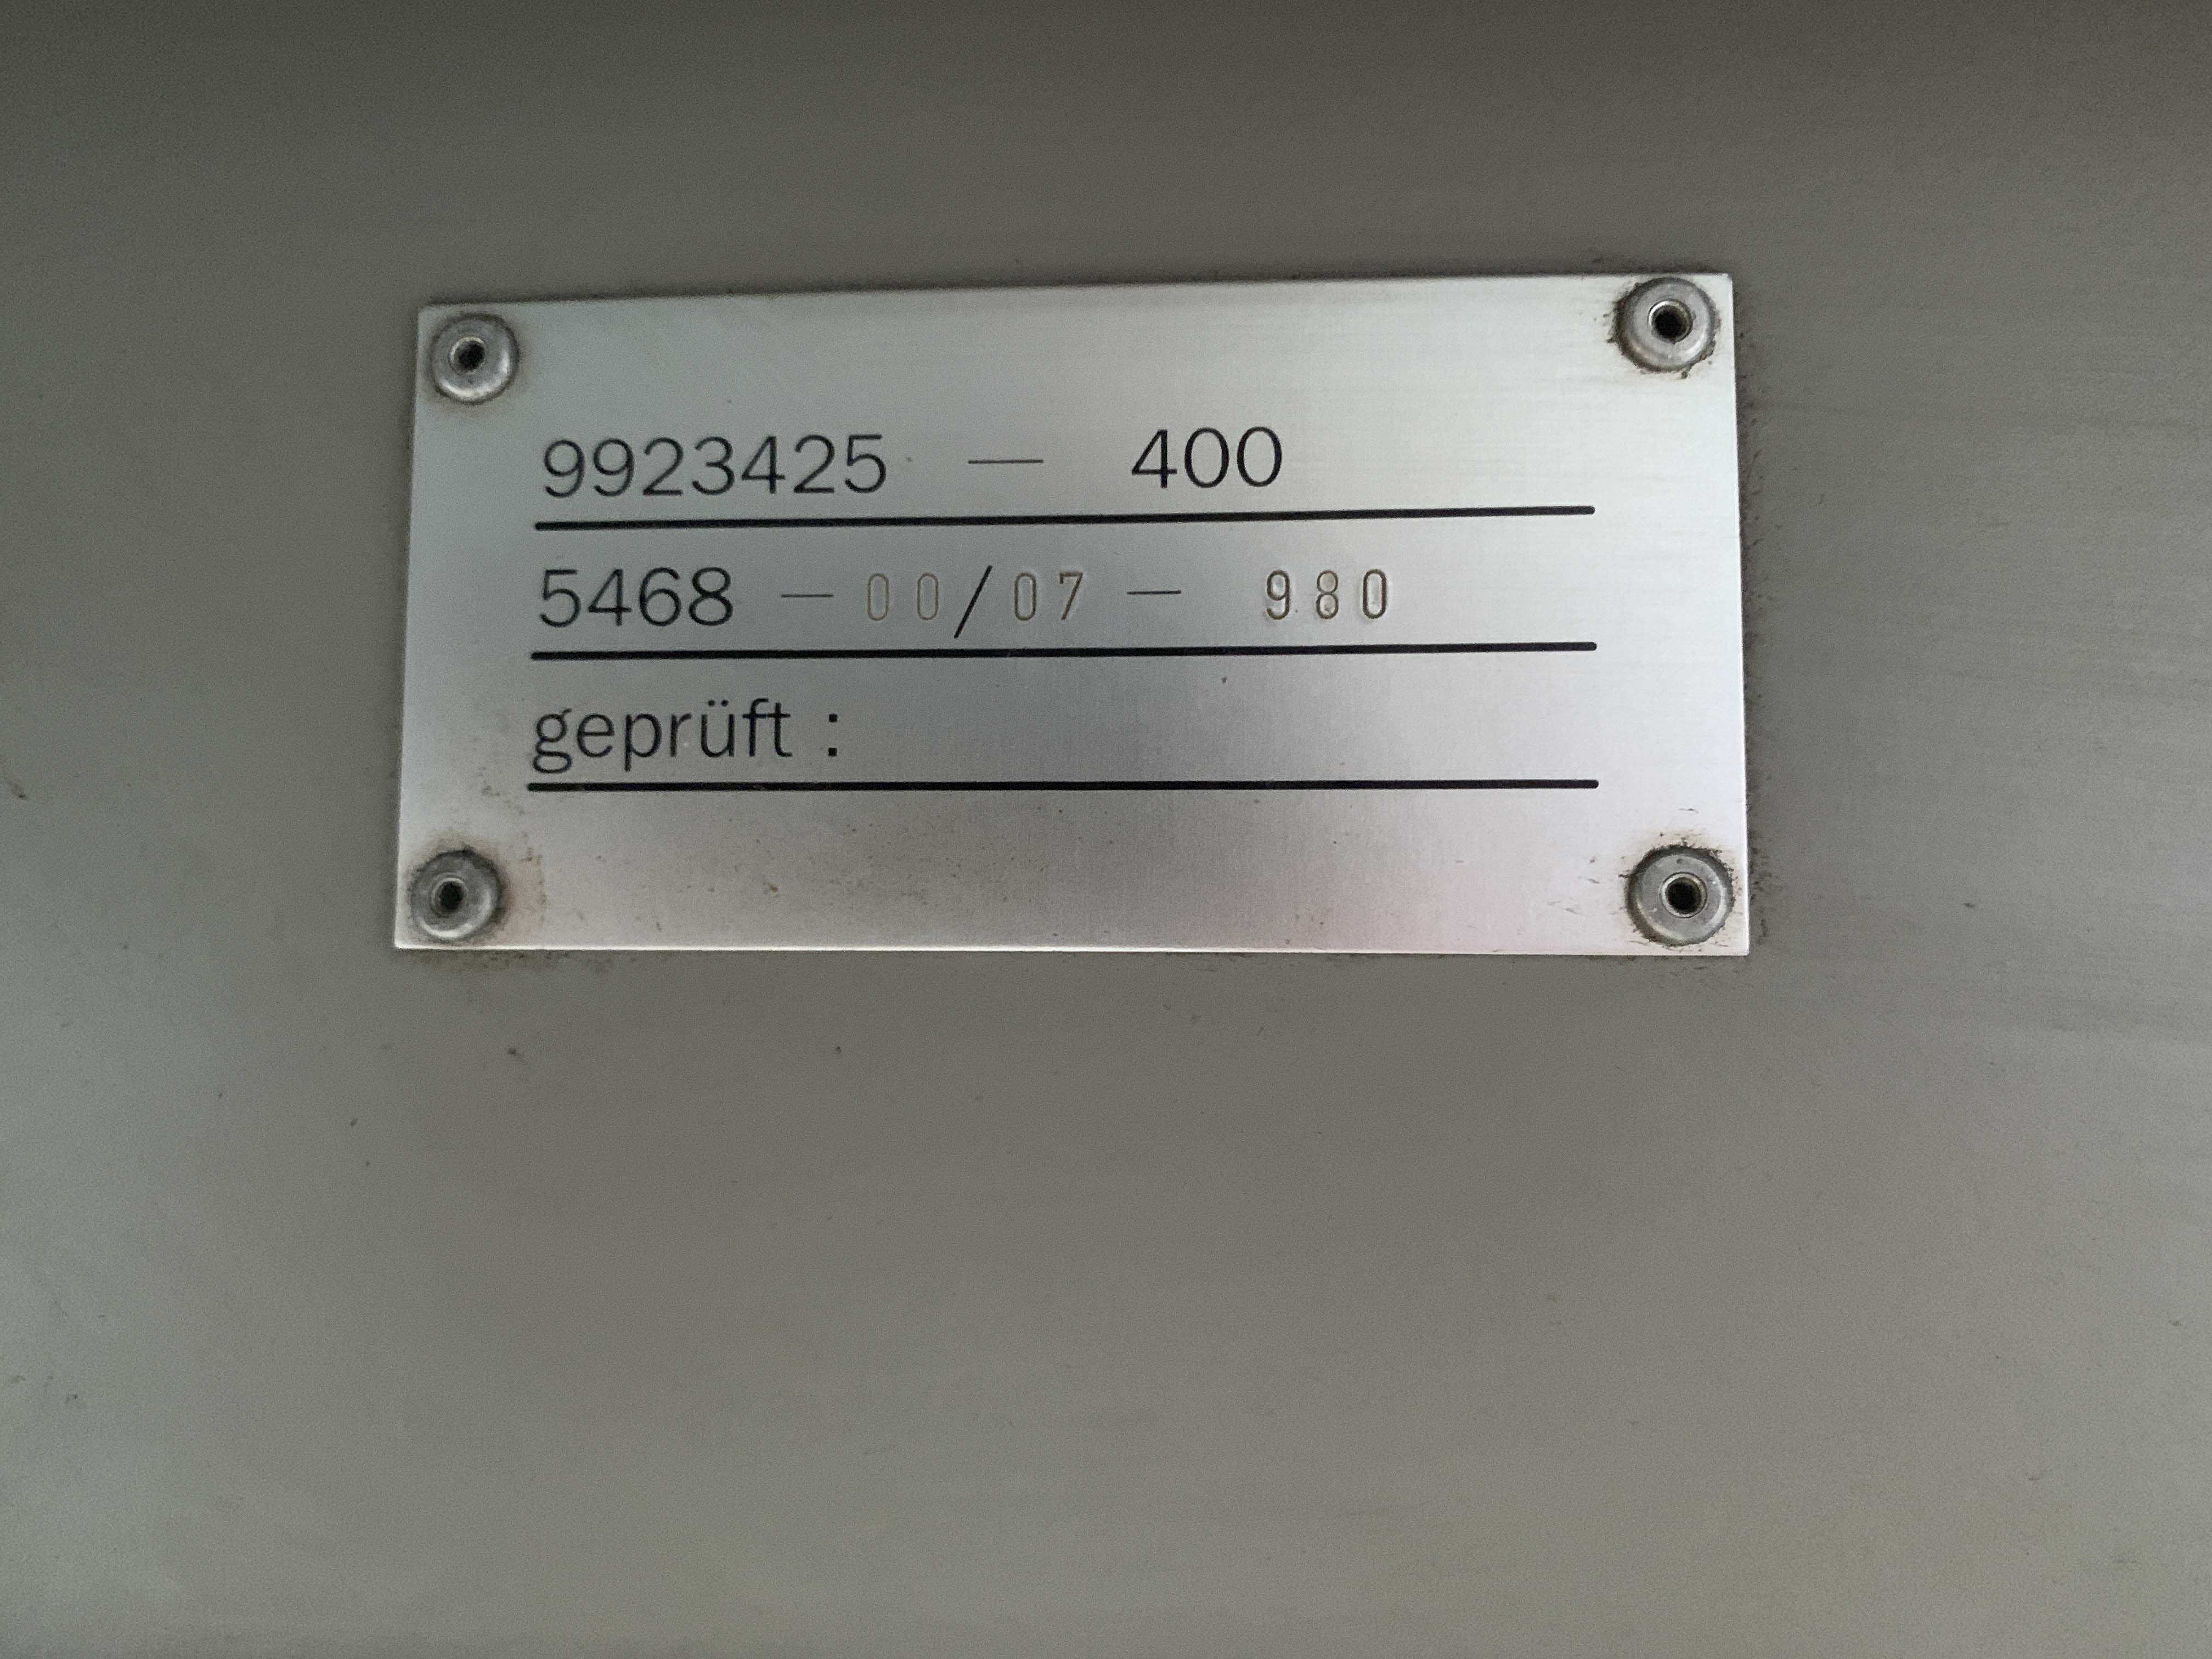 9923425 — 400
5468 — 00/07 — 980
geprüft :